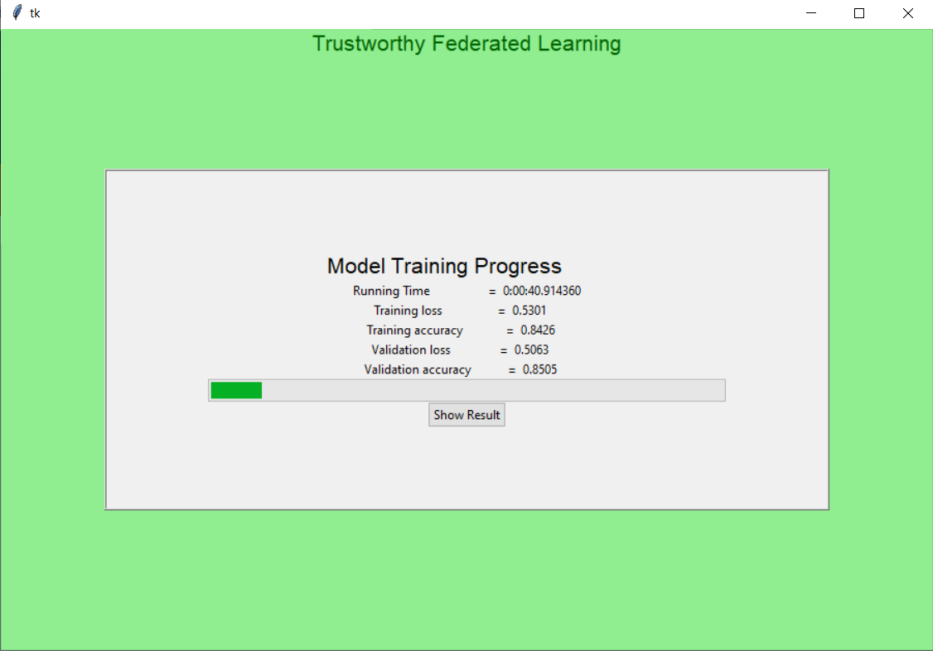 tk
Trustworthy Federated Learning
Model Training Progress
Running Time = 0:00:40.914360
Training loss = 0.5301
Training accuracy = 0.8426
Validation loss = 0.5063
Validation accuracy = 0.8505
Show Result